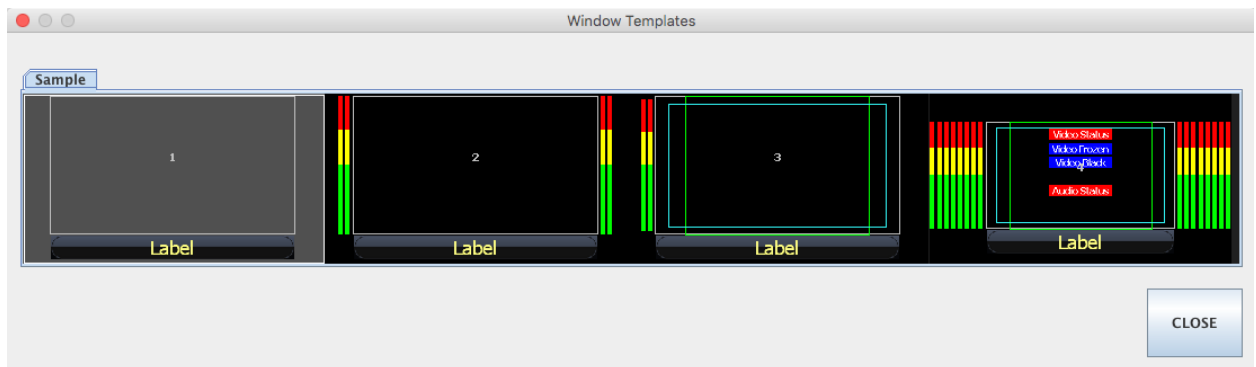 Window Templates
Sample
1
Label
2
Label
3
Label
Video Status
Video Frozen
Video Black
4
Audio Status
Label
CLOSE